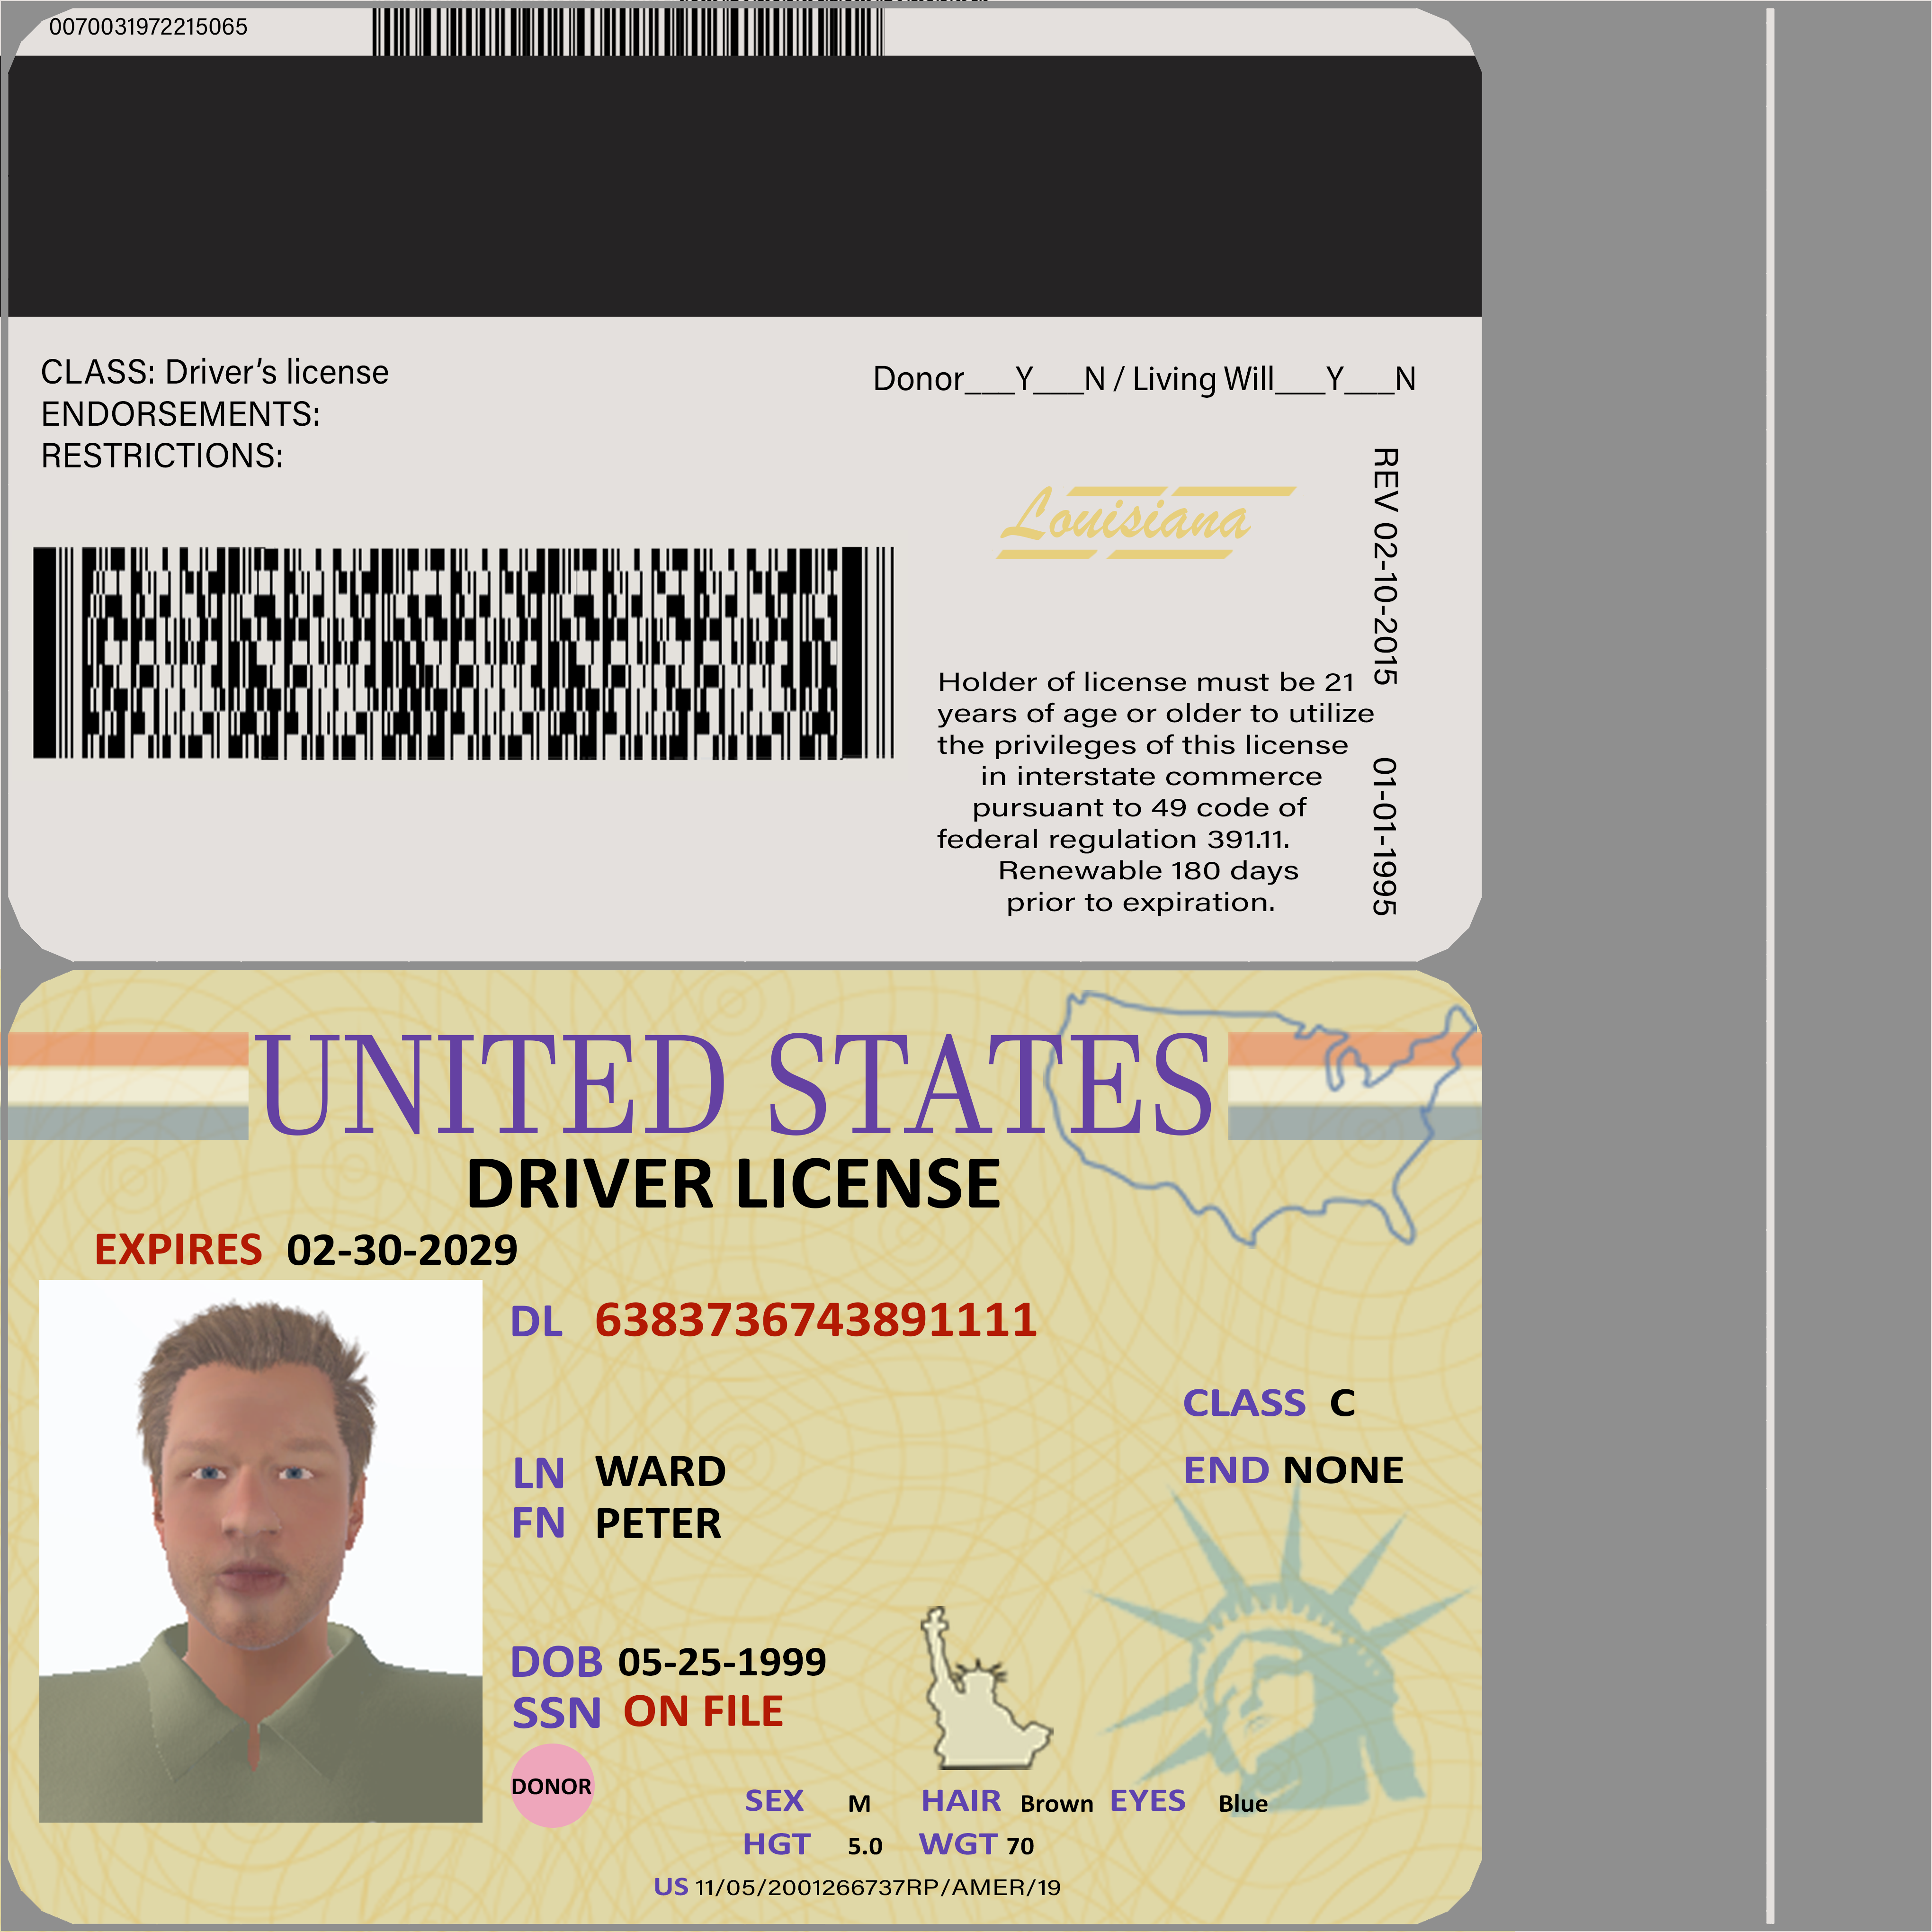 0070031972215065
CLASS: Driver’s license
ENDORSEMENTS:
RESTRICTIONS:
Donor___Y___N / Living Will___Y___N
Louisiana
REV 02-10-2015 01-01-1995
Holder of license must be 21
years of age or older to utilize
the privileges of this license
in interstate commerce
pursuant to 49 code of
federal regulation 391.11.
Renewable 180 days
prior to expiration.
UNITED STATES
DRIVER LICENSE
EXPIRES 02-30-2029
DL 6383736743891111
CLASS C
END NONE
LN WARD
FN PETER
DOB 05-25-1999
SSN ON FILE
DONOR
SEX M HAIR Brown EYES Blue
HGT 5.0 WGT 70
US 11/05/2001266737RP/AMER/19